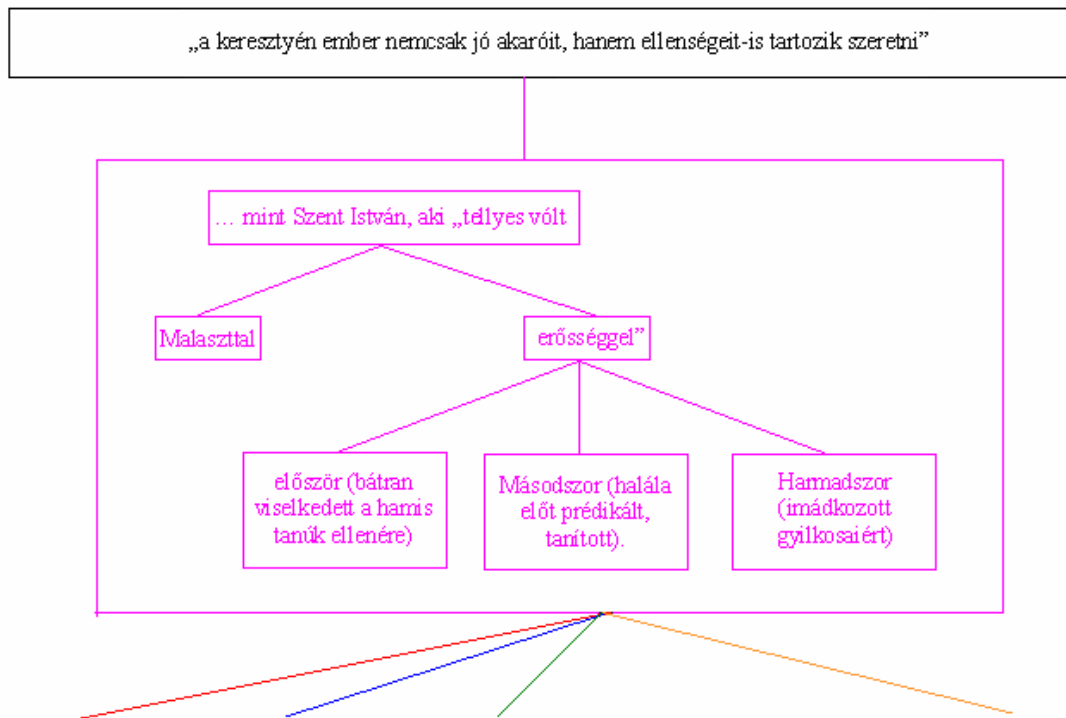 „a keresztyén ember nemcsak jó akaróit, hanem ellenségeit-is tartozik szeretni”
… mint Szent István, aki „tellyes vólt
Malaszttal
erősséggel”
először (bátran
viselkedett a hamis
tanúk ellenére)
Másodszor (halála
előt prédikált,
tanított).
Harmadszor
(imádkozott
gyilkosaiért)